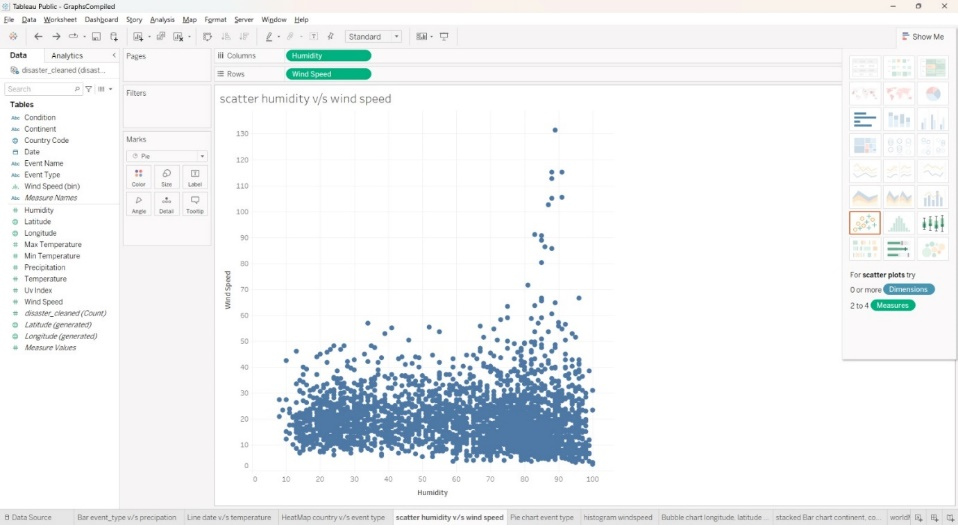 Tableau Public - GraphsCompiled
File Data Worksheet Dashboard Story Analysis Map Format Server Window Help
Standard
Show Me
Data Analytics
disaster_cleaned (disast...
Search
Tables
Abc Condition
Abc Continent
Country Code
Date
Abc Event Name
Abc Event Type
Wind Speed (bin)
Abc Measure Names
Humidity
Latitude
Longitude
Max Temperature
Min Temperature
Precipitation
Temperature
Uv Index
Wind Speed
disaster_cleaned (Count)
Latitude (generated)
Longitude (generated)
Measure Values
Pages
Filters
Marks
Pie
Color Size Label
Angle Detail Tooltip
Columns Humidity
Rows Wind Speed
scatter humidity v/s wind speed
130
120
110
100
90
80
70
60
50
40
30
20
10
0
Wind Speed
0 10 20 30 40 50 60 70 80 90 100
Humidity
For scatter plots try
0 or more Dimensions
2 to 4 Measures
Data Source Bar event_type v/s precipation Line date v/s temperature HeatMap country v/s event type scatter humidity v/s wind speed Pie chart event type histogram windspeed Bubble chart longitude. latitude ... stacked Bar chart continent. co...